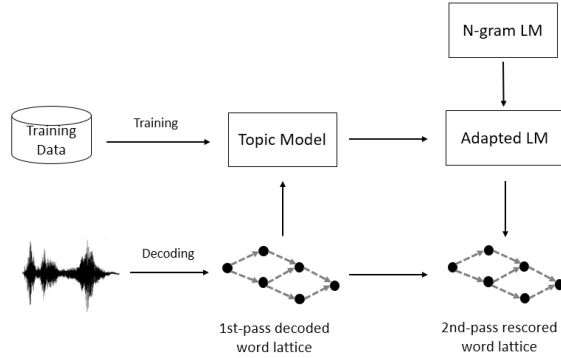 N-gram LM
Training
Training
Data
Topic Model
Adapted LM
Decoding
1st-pass decoded
word lattice
2nd-pass rescored
word lattice